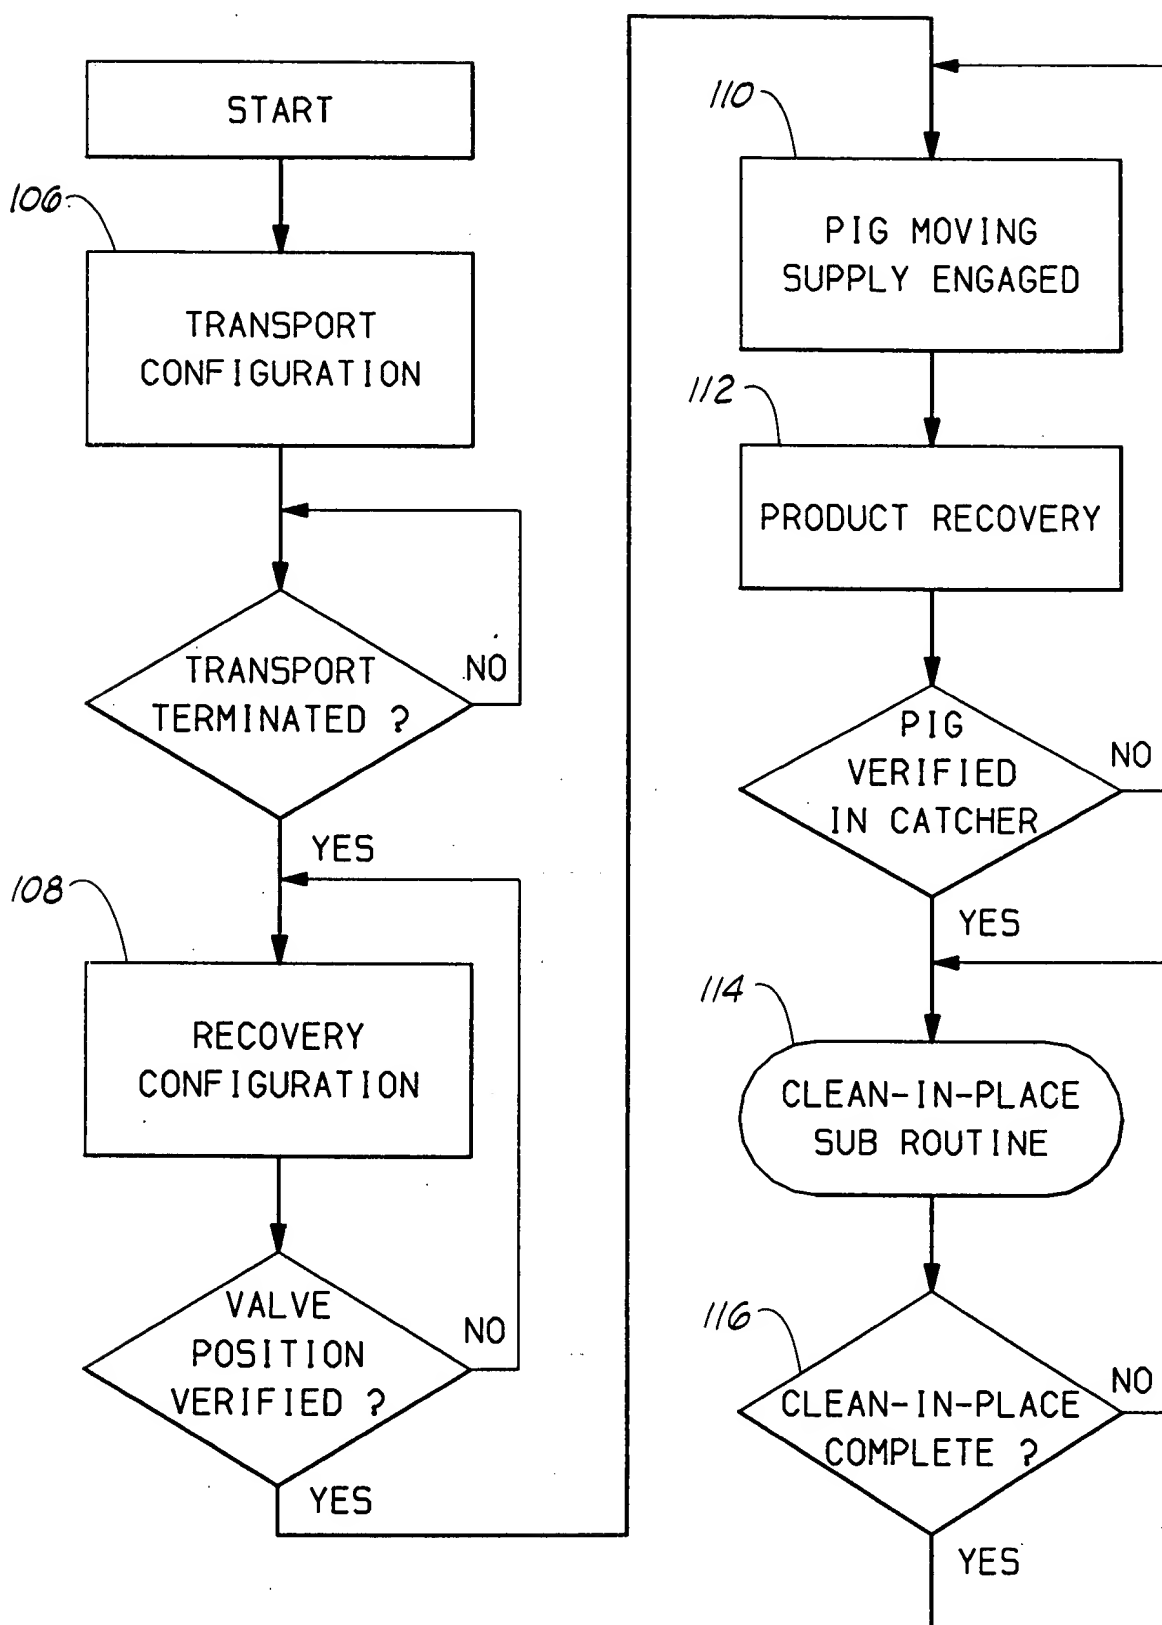 START
106
TRANSPORT
CONFIGURATION
TRANSPORT
TERMINATED ?
NO
YES
108
RECOVERY
CONFIGURATION
VALVE
POSITION
VERIFIED ?
NO
YES
110
PIG MOVING
SUPPLY ENGAGED
112
PRODUCT RECOVERY
PIG
VERIFIED
IN CATCHER
NO
YES
114
CLEAN-IN-PLACE
SUB ROUTINE
116
CLEAN-IN-PLACE
COMPLETE ?
NO
YES